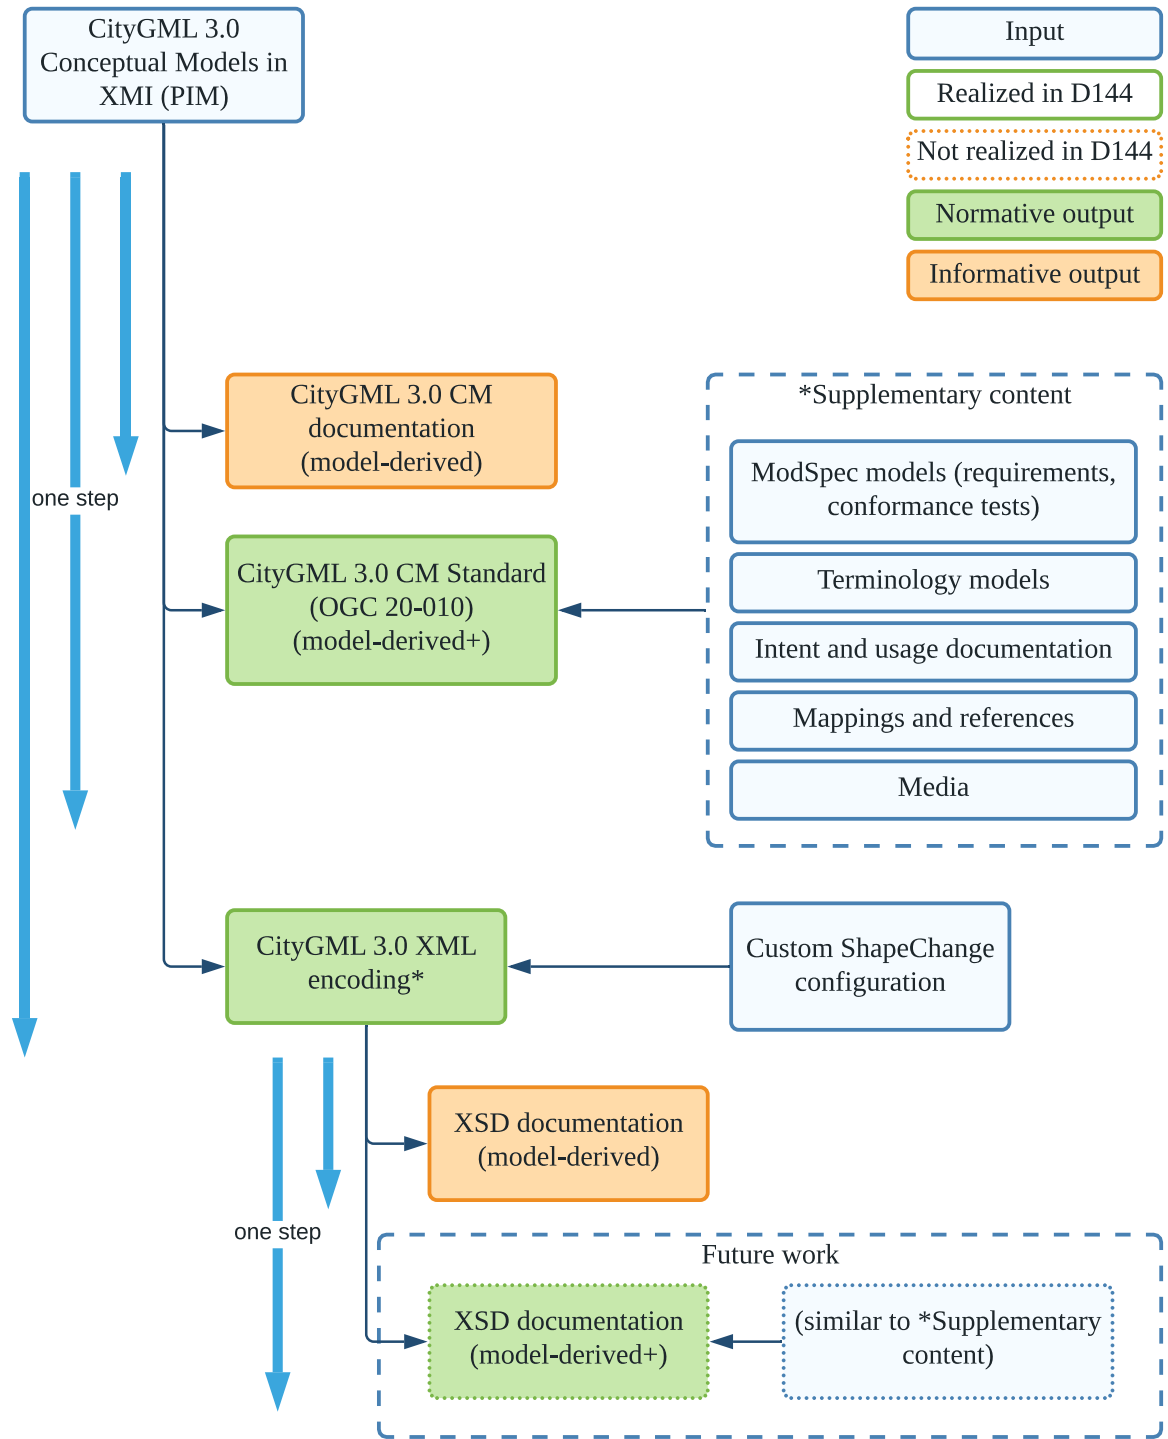 CityGML 3.0
Conceptual Models in
XMI (PIM)
Input
Realized in D144
Not realized in D144
Normative output
Informative output
CityGML 3.0 CM
documentation
(model-derived)
one step
CityGML 3.0 CM Standard
(OGC 20-010)
(model-derived+)
*Supplementary content
ModSpec models (requirements,
conformance tests)
Terminology models
Intent and usage documentation
Mappings and references
Media
CityGML 3.0 XML
encoding*
Custom ShapeChange
configuration
XSD documentation
(model-derived)
one step
Future work
XSD documentation
(model-derived+)
(similar to *Supplementary
content)